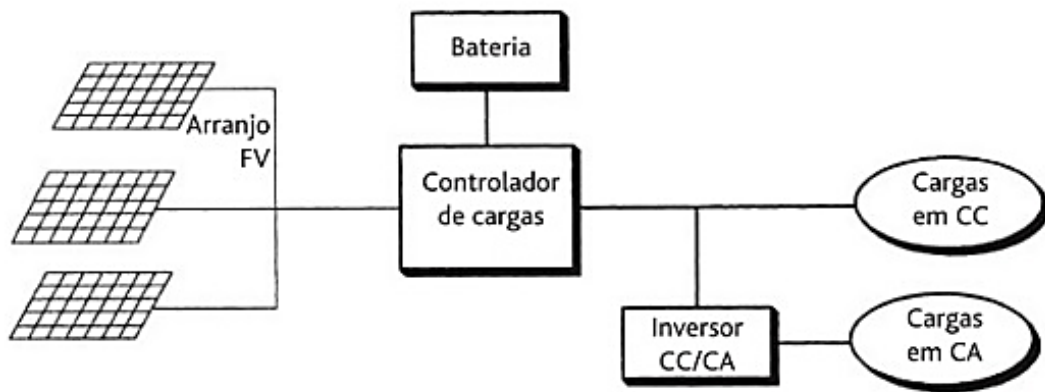 Bateria
Arranjo
FV
Controlador
de cargas
Cargas
em CC
Inversor
CC/CA
Cargas
em CA